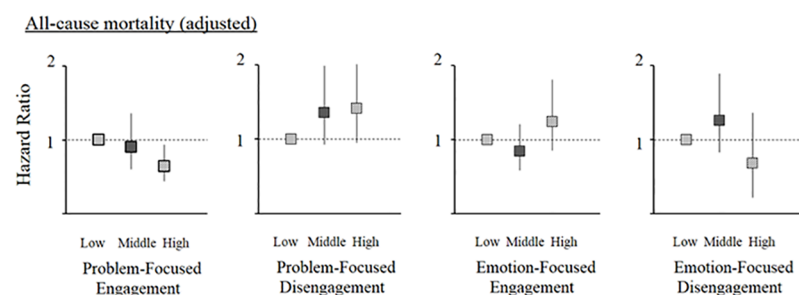 All-cause mortality (adjusted)
Hazard Ratio
2
1
Low Middle High
Problem-Focused
Engagement
2
1
Low Middle High
Problem-Focused
Disengagement
2
1
Low Middle High
Emotion-Focused
Engagement
2
1
Low Middle High
Emotion-Focused
Disengagement